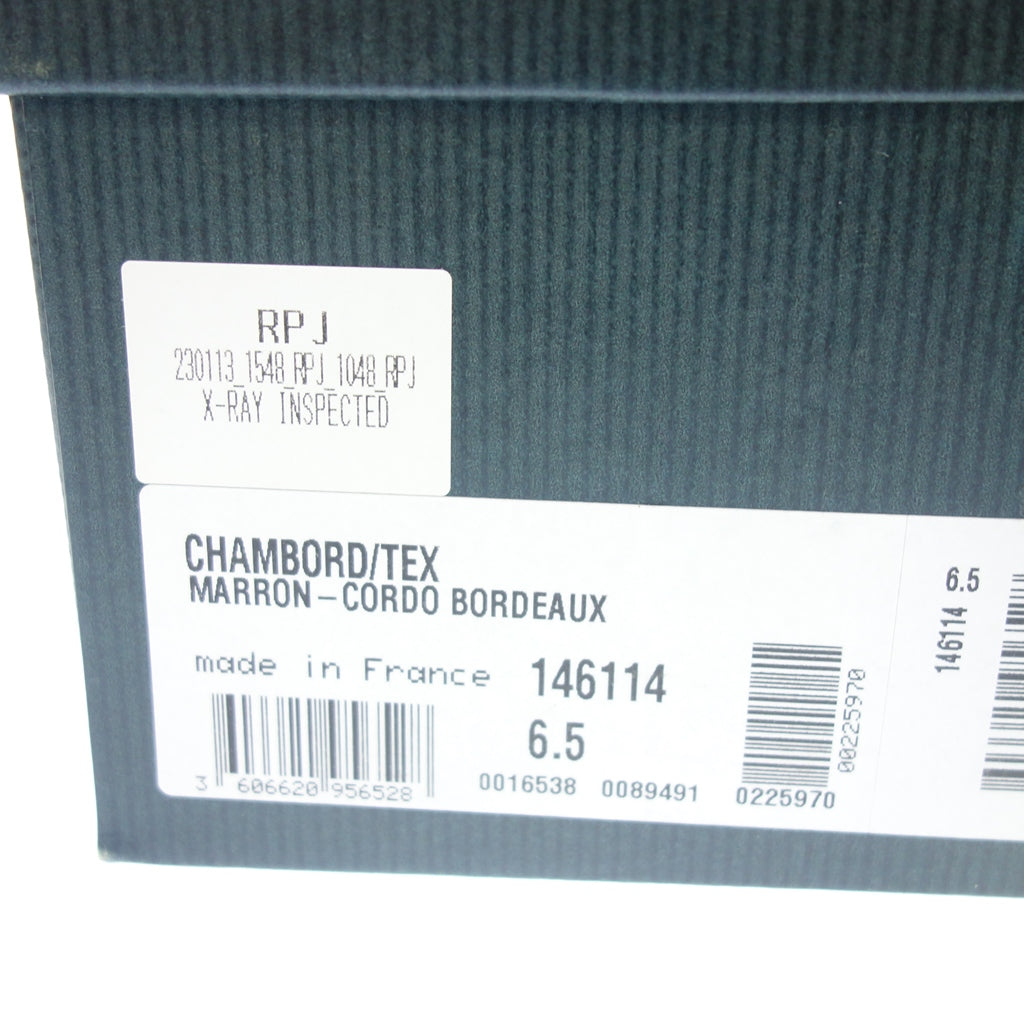 RPJ
230113_1548_RPJ_1048_RPJ
X-RAY INSPECTED
CHAMBORD/TEX
MARRON-CORDO BORDEAUX
made in France 146114
6.5
3 606620 956528
0016538 0089491 0225970
00225970
6.5
146114